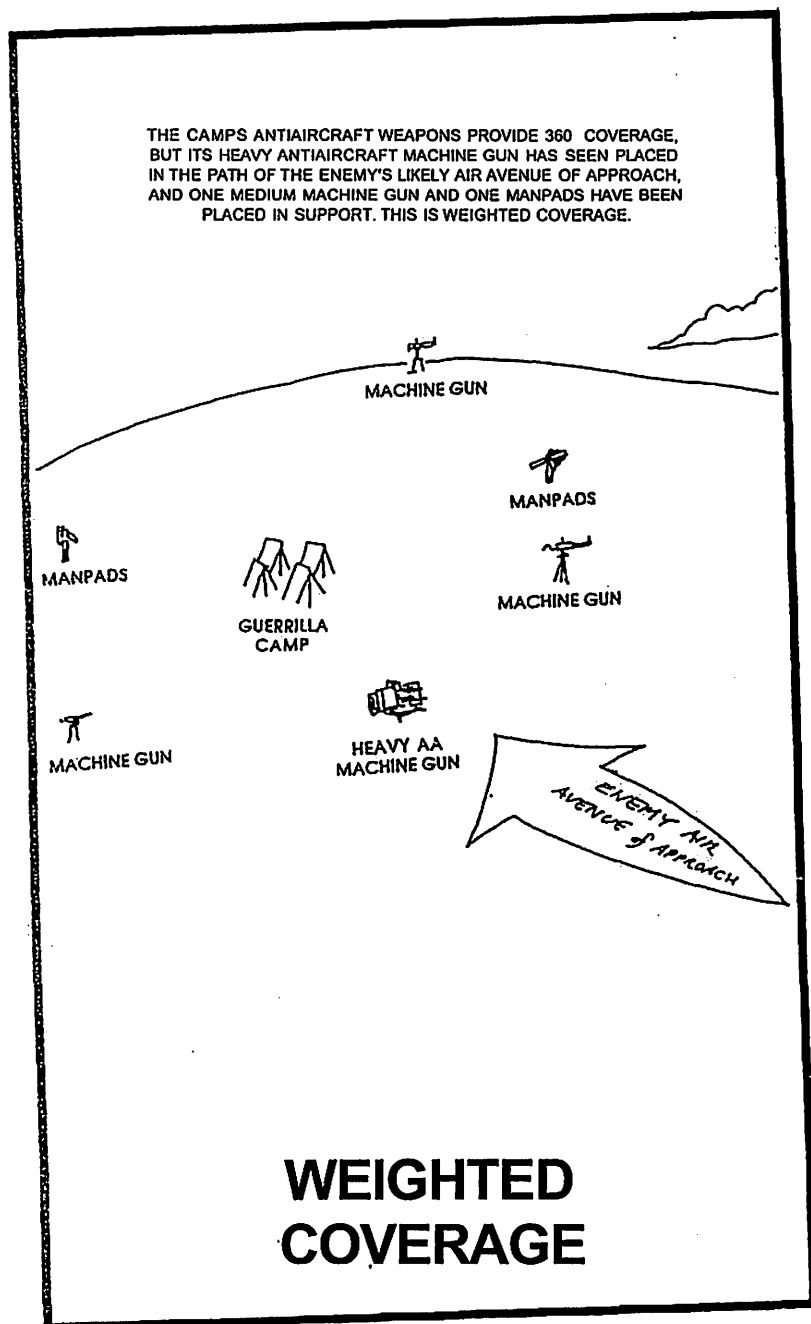 THE CAMPS ANTIAIRCRAFT WEAPONS PROVIDE 360 COVERAGE,
BUT ITS HEAVY ANTIAIRCRAFT MACHINE GUN HAS SEEN PLACED
IN THE PATH OF THE ENEMY'S LIKELY AIR AVENUE OF APPROACH,
AND ONE MEDIUM MACHINE GUN AND ONE MANPADS HAVE BEEN
PLACED IN SUPPORT. THIS IS WEIGHTED COVERAGE.
MACHINE GUN
MANPADS
MANPADS
MACHINE GUN
GUERRILLA
CAMP
MACHINE GUN
HEAVY AA
MACHINE GUN
ENEMY AIR
AVENUE of APPROACH
WEIGHTED
COVERAGE